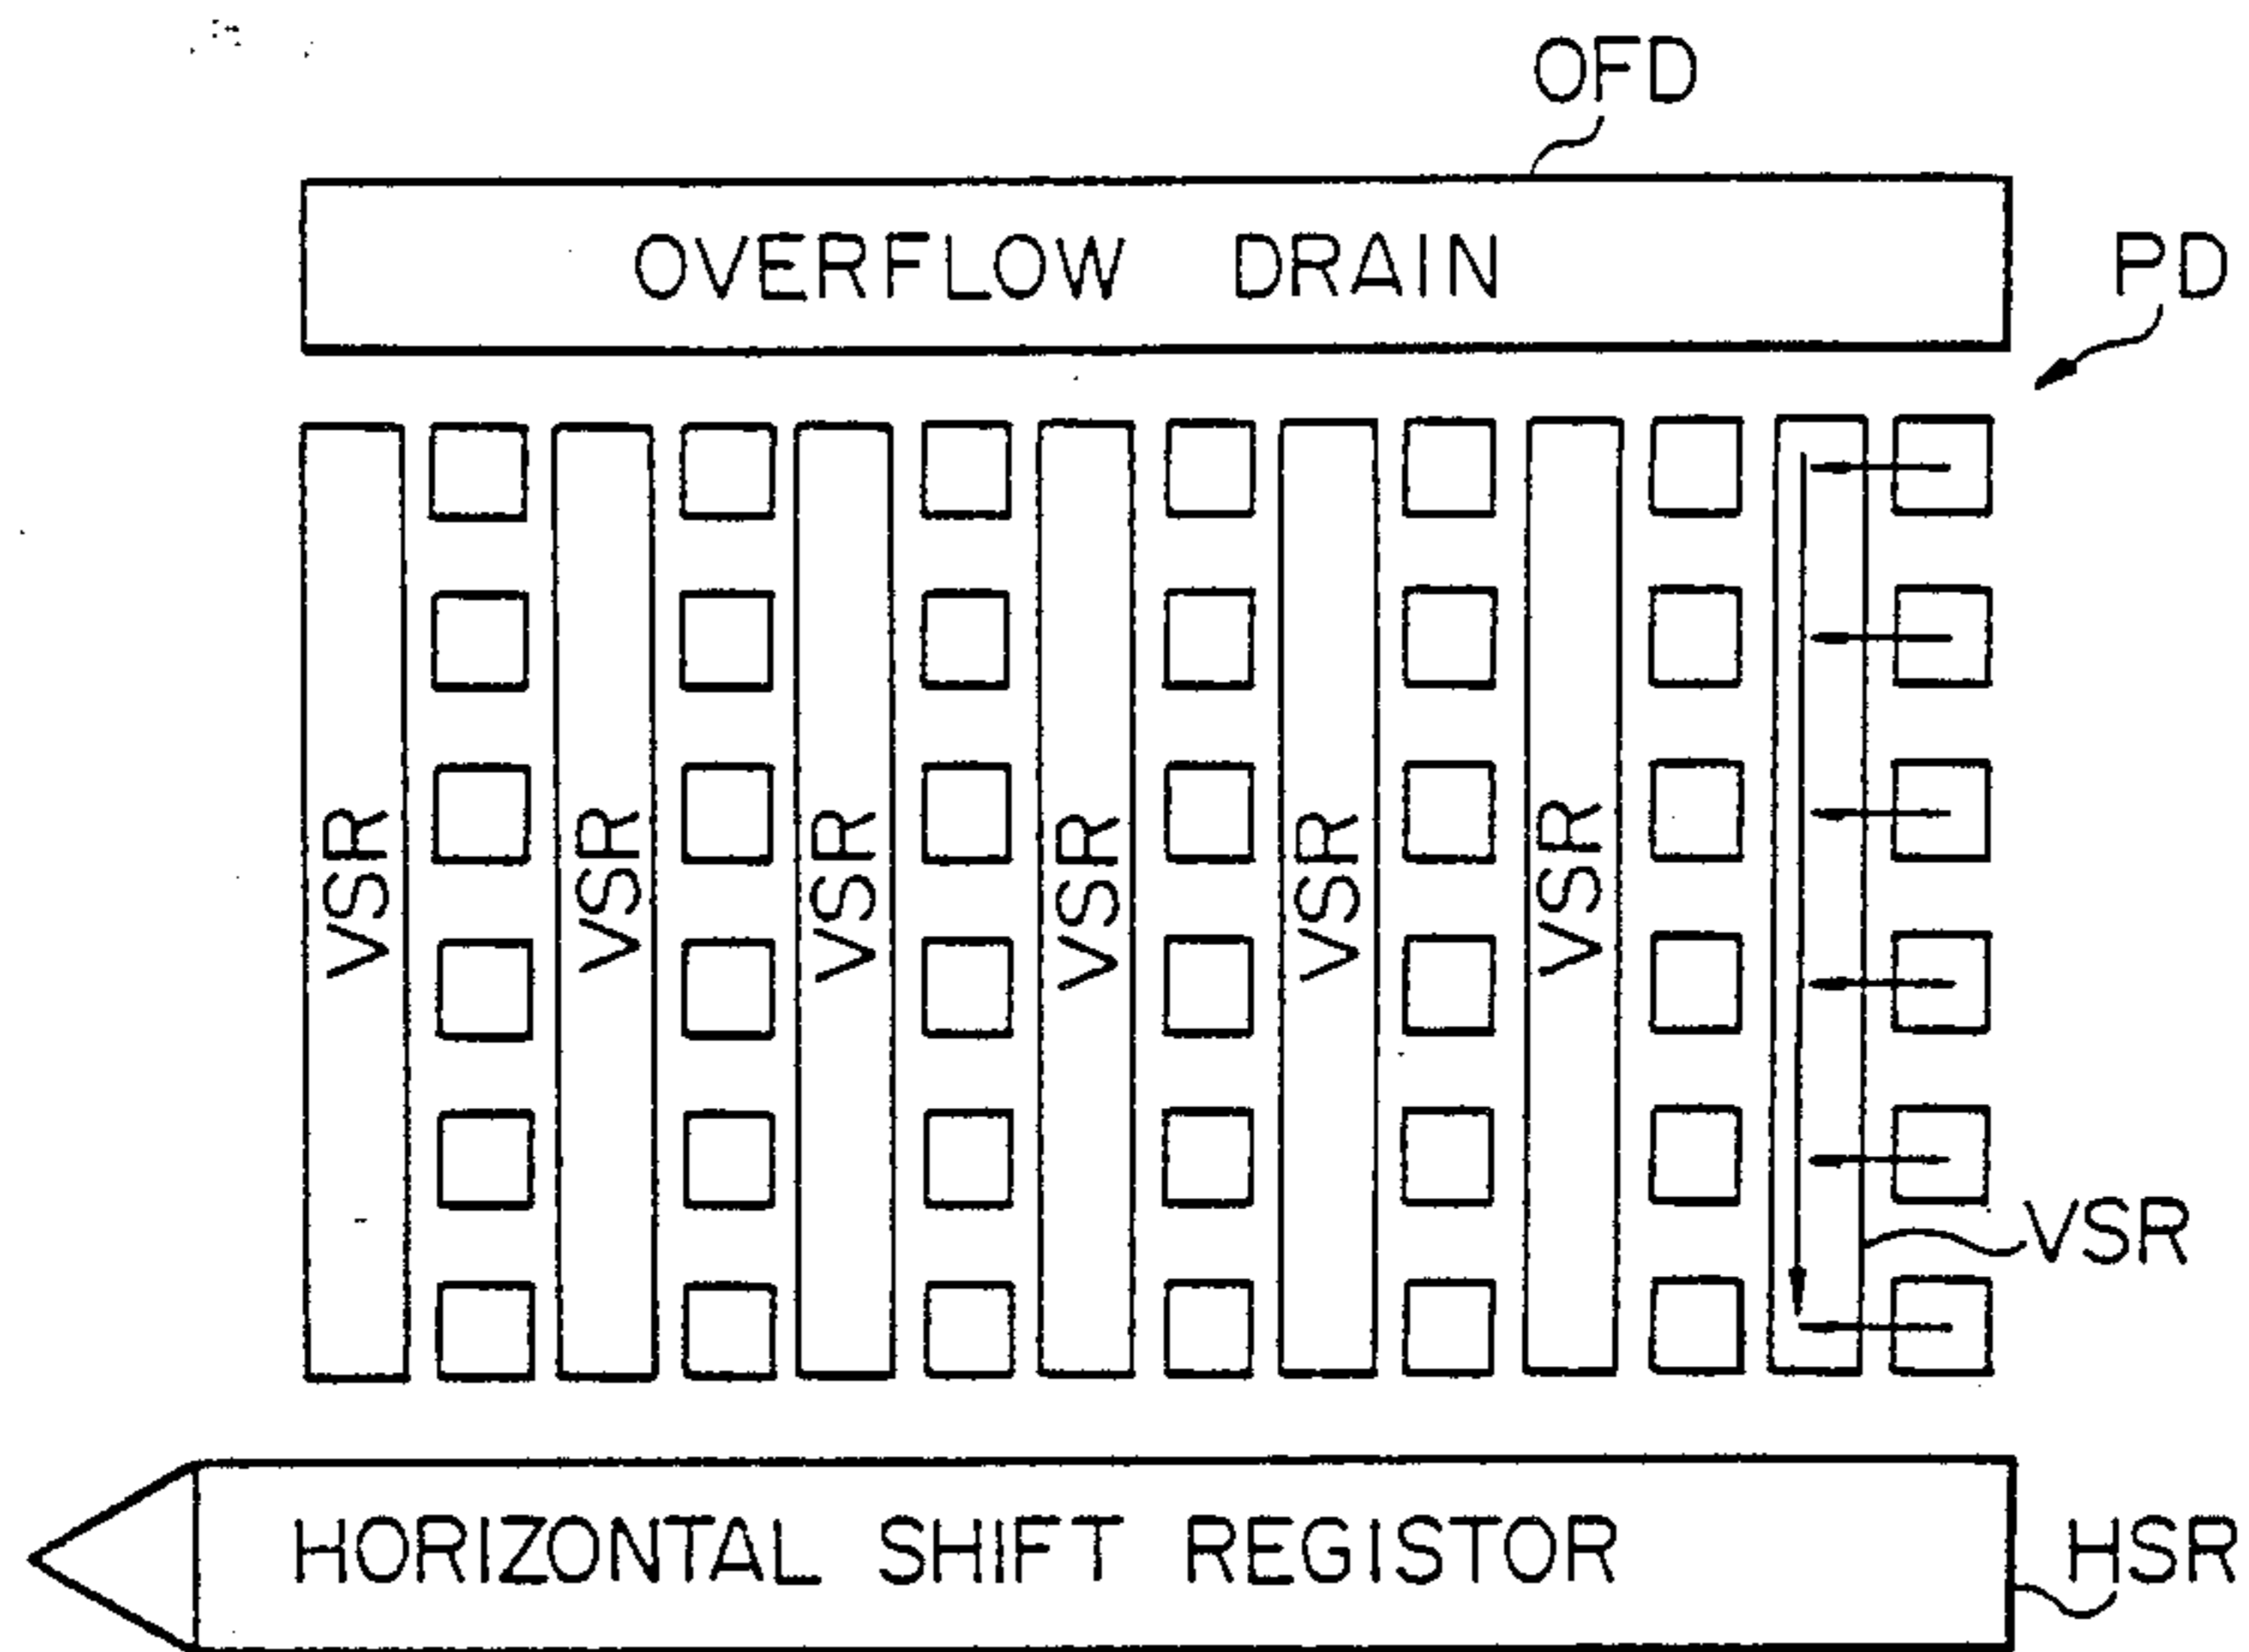 OFD
OVERFLOW DRAIN
PD
VSR
VSR
VSR
VSR
VSR
VSR
VSR
HORIZONTAL SHIFT REGISTOR
HSR